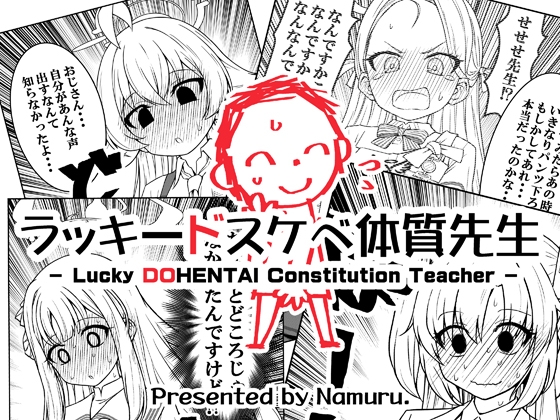 おじさん・・・
自分があんな声
出すなんて
知らなかったよ・・・
せせせ先生!?
なんですか
なんですか
なんなんで
いきなりパンツ下ろ
もしかしてあれ・・・
本当だったのかな・・・
ラッキードスケベ体質先生
- Lucky DOHENTAI Constitution Teacher -
とどころじゃ
たんですけど
Presented by Namuru.